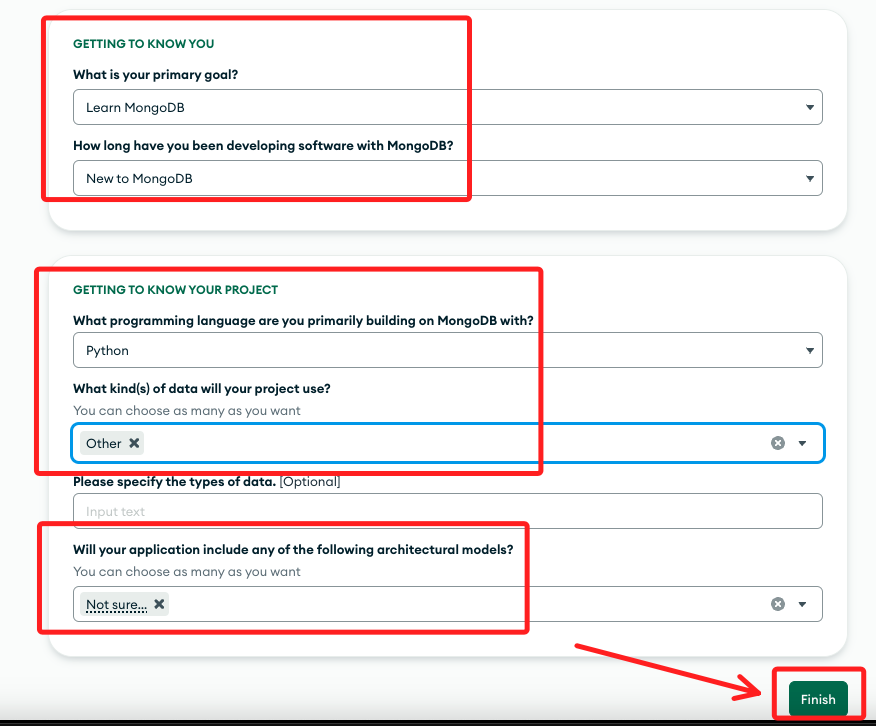 GETTING TO KNOW YOU
What is your primary goal?
Learn MongoDB
How long have you been developing software with MongoDB?
New to MongoDB
GETTING TO KNOW YOUR PROJECT
What programming language are you primarily building on MongoDB with?
Python
What kind(s) of data will your project use?
You can choose as many as you want
Other
Please specify the types of data. [Optional]
Input text
Will your application include any of the following architectural models?
You can choose as many as you want
Not sure...
Finish